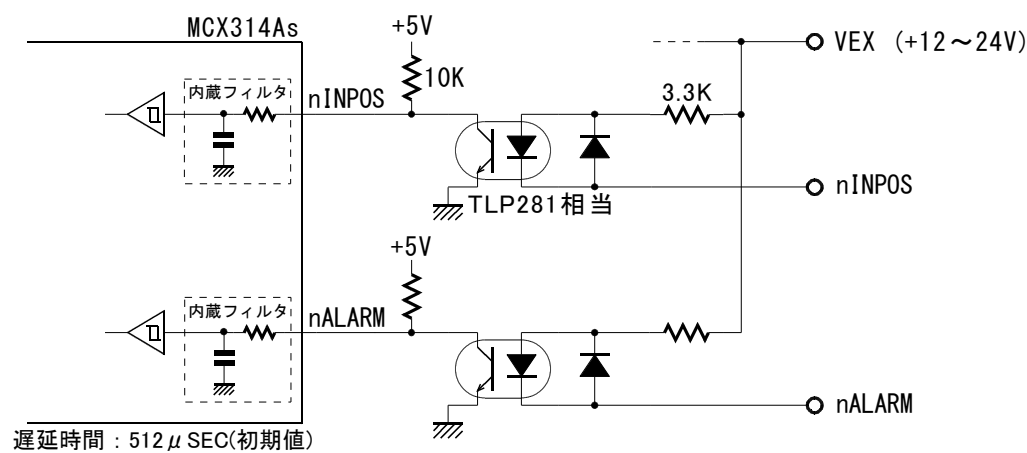 MCX314As
+5V
VEX (+12～24V)
内蔵フィルタ
nINPOS
10K
3.3K
nINPOS
TLP281相当
+5V
内蔵フィルタ
nALARM
nALARM
遅延時間：512μSEC(初期値)